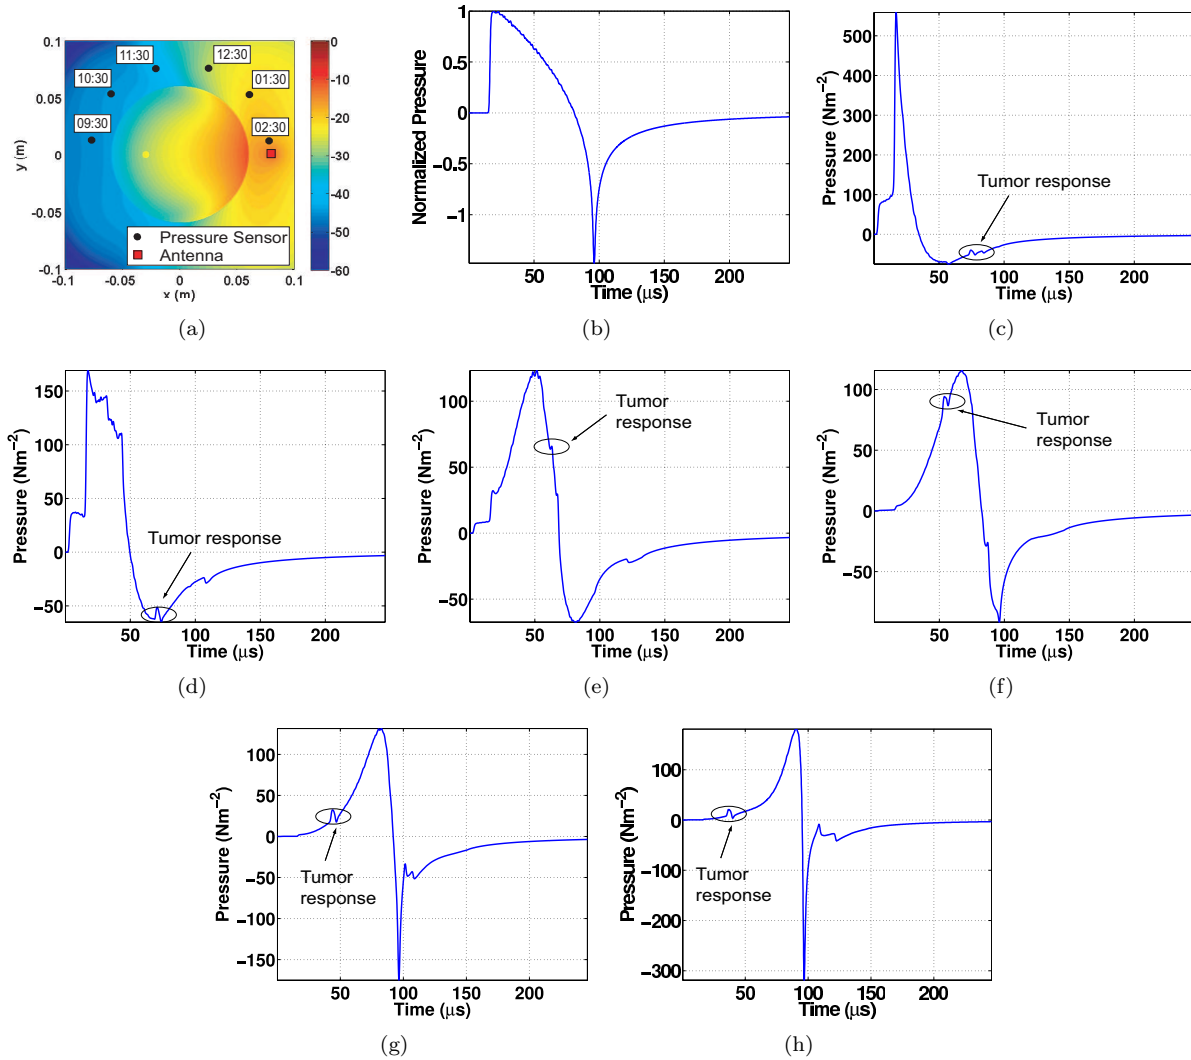 0.1
0.05
0
-0.05
-0.1
-0.1
-0.05
0
0.05
0.1
y (m)
x (m)
11:30
12:30
10:30
01:30
09:30
02:30
Pressure Sensor
Antenna
0
-10
-20
-30
-40
-50
-60
(a)
1
0.5
0
−0.5
−1
Normalized Pressure
50
100
150
200
Time (μs)
(b)
500
400
300
200
100
0
Pressure (Nm−2)
Tumor response
50
100
150
200
Time (μs)
(c)
150
100
50
0
−50
Pressure (Nm−2)
Tumor response
50
100
150
200
Time (μs)
(d)
100
50
0
−50
Pressure (Nm−2)
Tumor
response
50
100
150
200
Time (μs)
(e)
100
50
0
−50
Pressure (Nm−2)
Tumor
response
50
100
150
200
Time (μs)
(f)
100
50
0
−50
−100
−150
Pressure (Nm−2)
Tumor
response
50
100
150
200
Time (μs)
(g)
100
0
−100
−200
−300
Pressure (Nm−2)
Tumor
response
50
100
150
200
Time (μs)
(h)